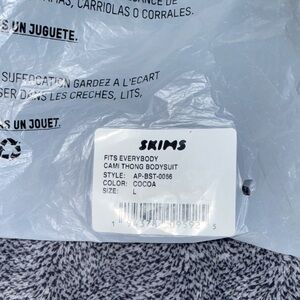 CARRIOLAS O CORRALES.
UN JUGUETE.
SUFFOCATION GARDEZ A L'ECART
DANS LES CRECHES, LITS,
UN JOUET.
SKIMS
FITS EVERYBODY
CAMI THONG BODYSUIT
STYLE: AP-BST-0066
COLOR: COCOA
SIZE: L